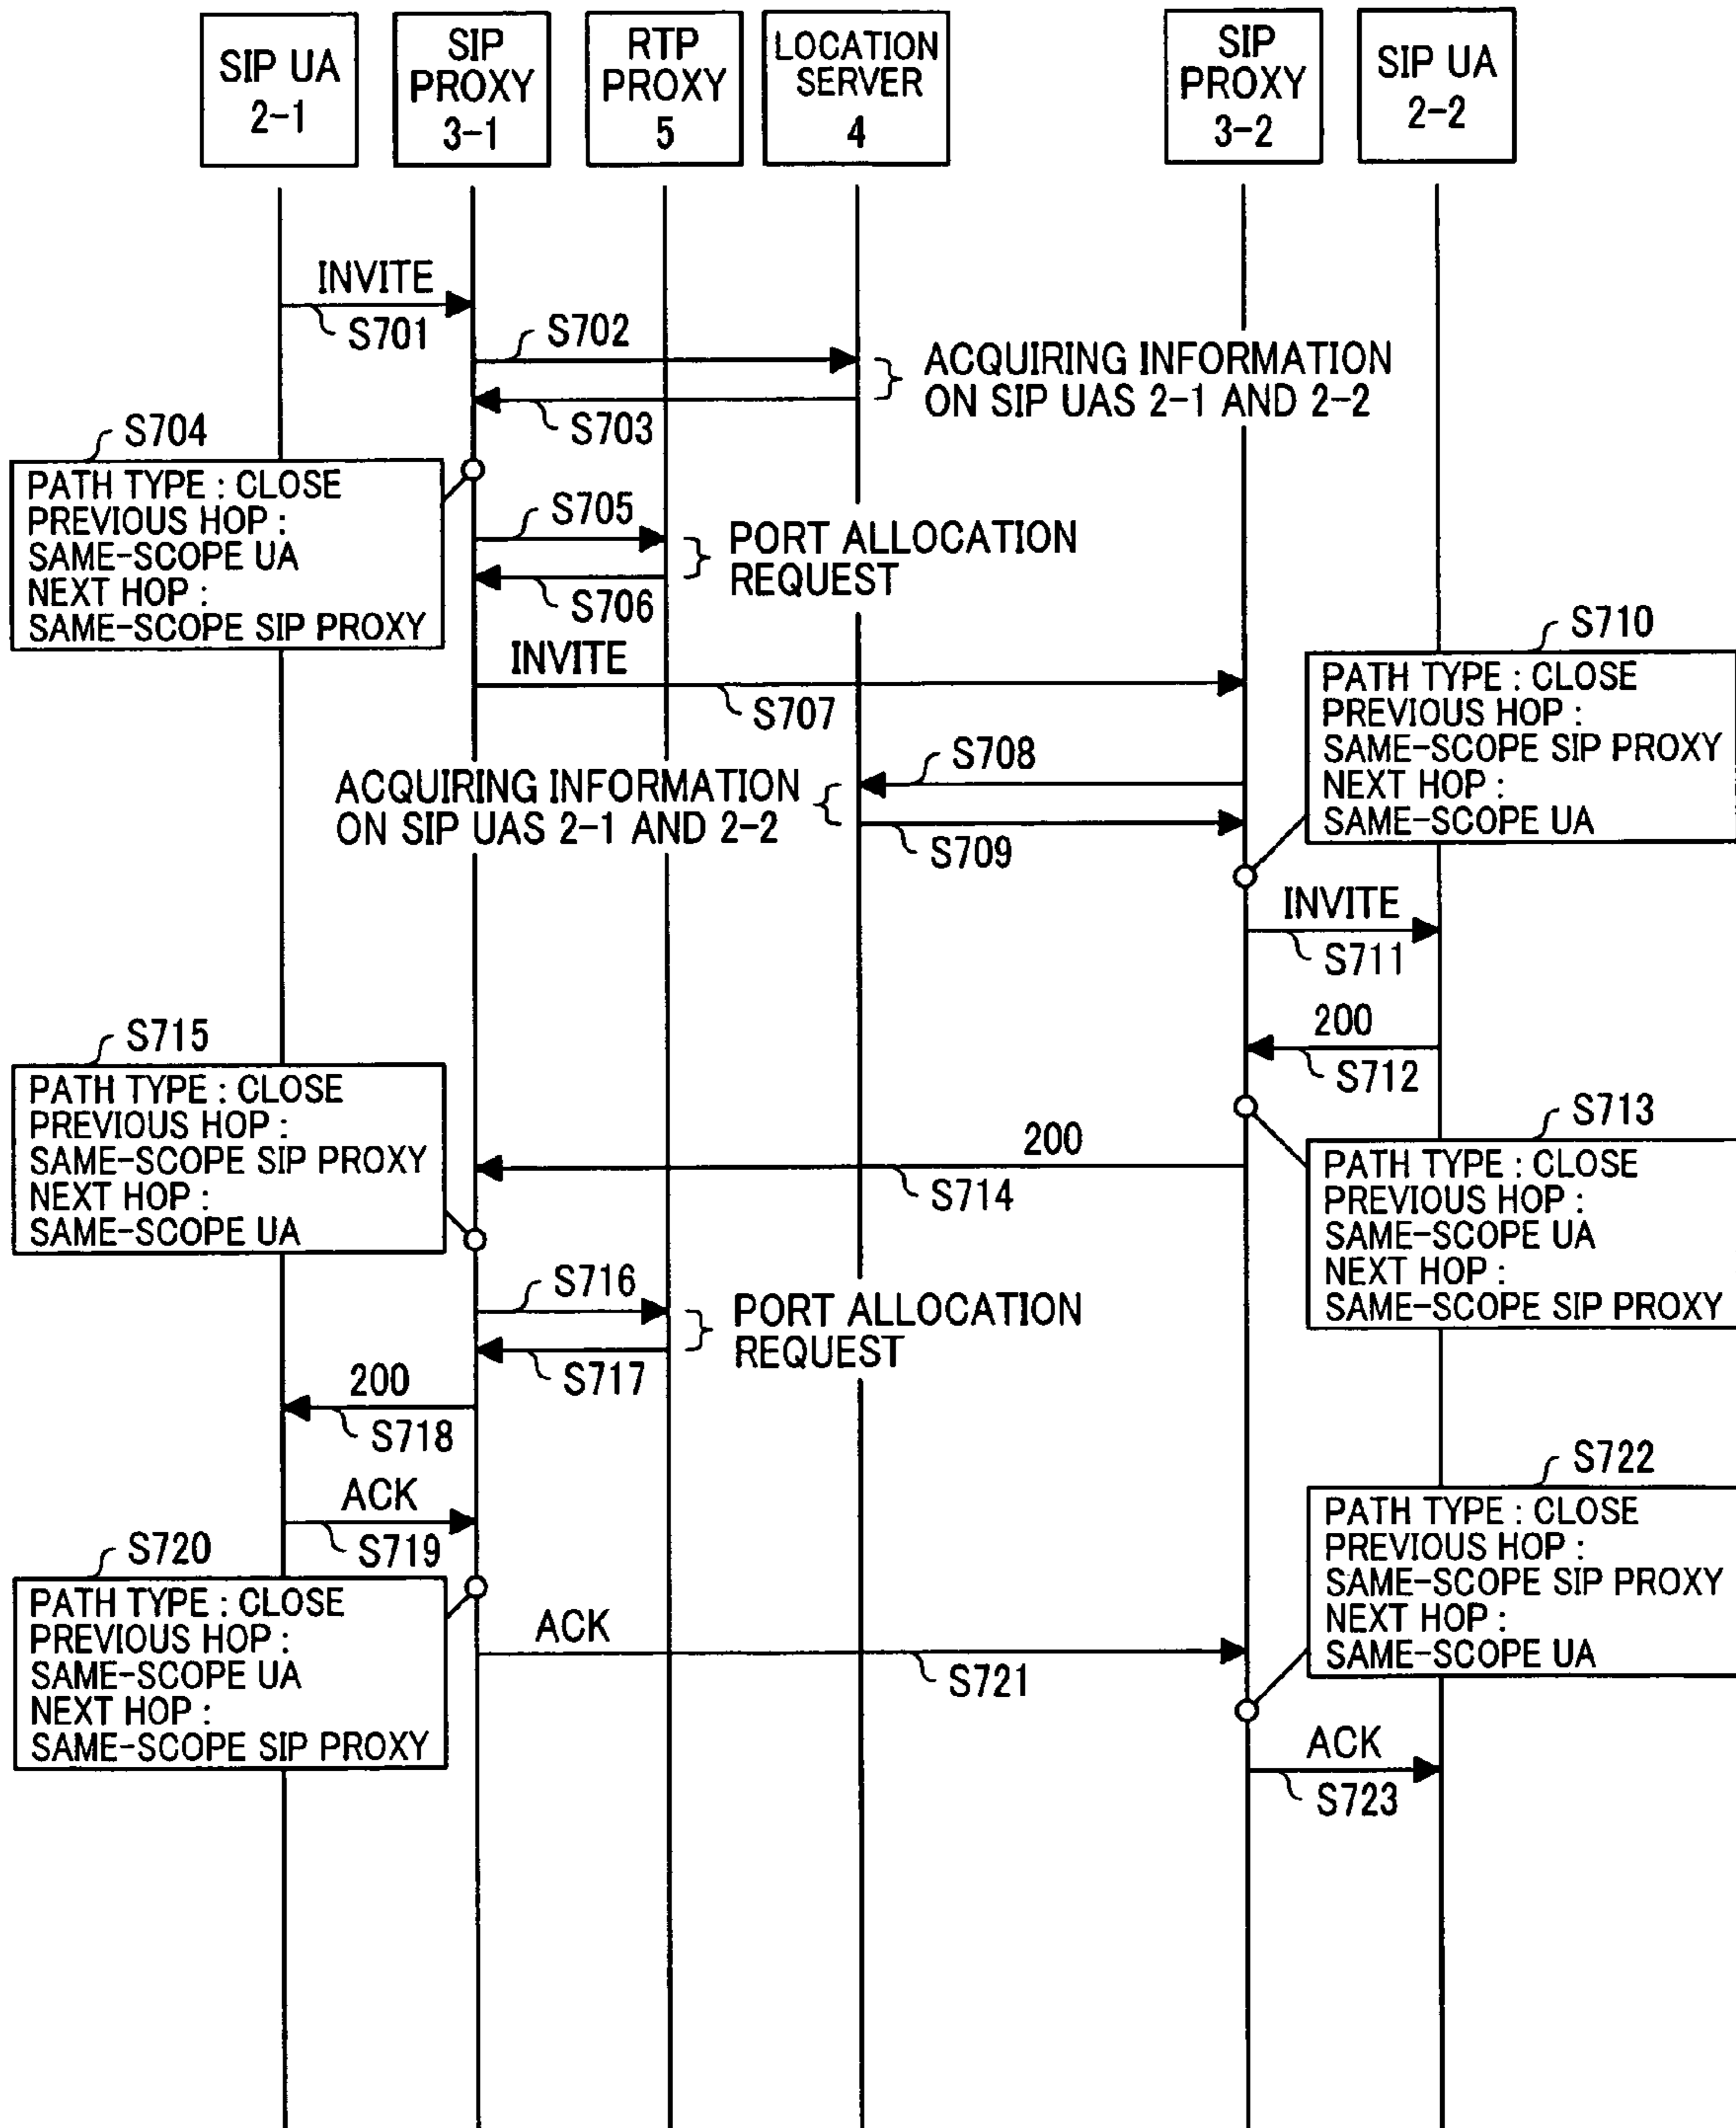 SIP UA
2-1
SIP
PROXY
3-1
RTP
PROXY
5
LOCATION
SERVER
4
SIP
PROXY
3-2
SIP UA
2-2
INVITE
S701
S702
ACQUIRING INFORMATION
ON SIP UAS 2-1 AND 2-2
S703
S704
PATH TYPE : CLOSE
PREVIOUS HOP :
SAME-SCOPE UA
NEXT HOP :
SAME-SCOPE SIP PROXY
S705
PORT ALLOCATION
REQUEST
S706
INVITE
S707
S710
PATH TYPE : CLOSE
PREVIOUS HOP :
SAME-SCOPE SIP PROXY
NEXT HOP :
SAME-SCOPE UA
S708
ACQUIRING INFORMATION
ON SIP UAS 2-1 AND 2-2
S709
INVITE
S711
200
S712
S715
PATH TYPE : CLOSE
PREVIOUS HOP :
SAME-SCOPE SIP PROXY
NEXT HOP :
SAME-SCOPE UA
S713
PATH TYPE : CLOSE
PREVIOUS HOP :
SAME-SCOPE UA
NEXT HOP :
SAME-SCOPE SIP PROXY
200
S714
S716
PORT ALLOCATION
REQUEST
S717
200
S718
ACK
S719
S720
PATH TYPE : CLOSE
PREVIOUS HOP :
SAME-SCOPE UA
NEXT HOP :
SAME-SCOPE SIP PROXY
ACK
S721
S722
PATH TYPE : CLOSE
PREVIOUS HOP :
SAME-SCOPE SIP PROXY
NEXT HOP :
SAME-SCOPE UA
ACK
S723